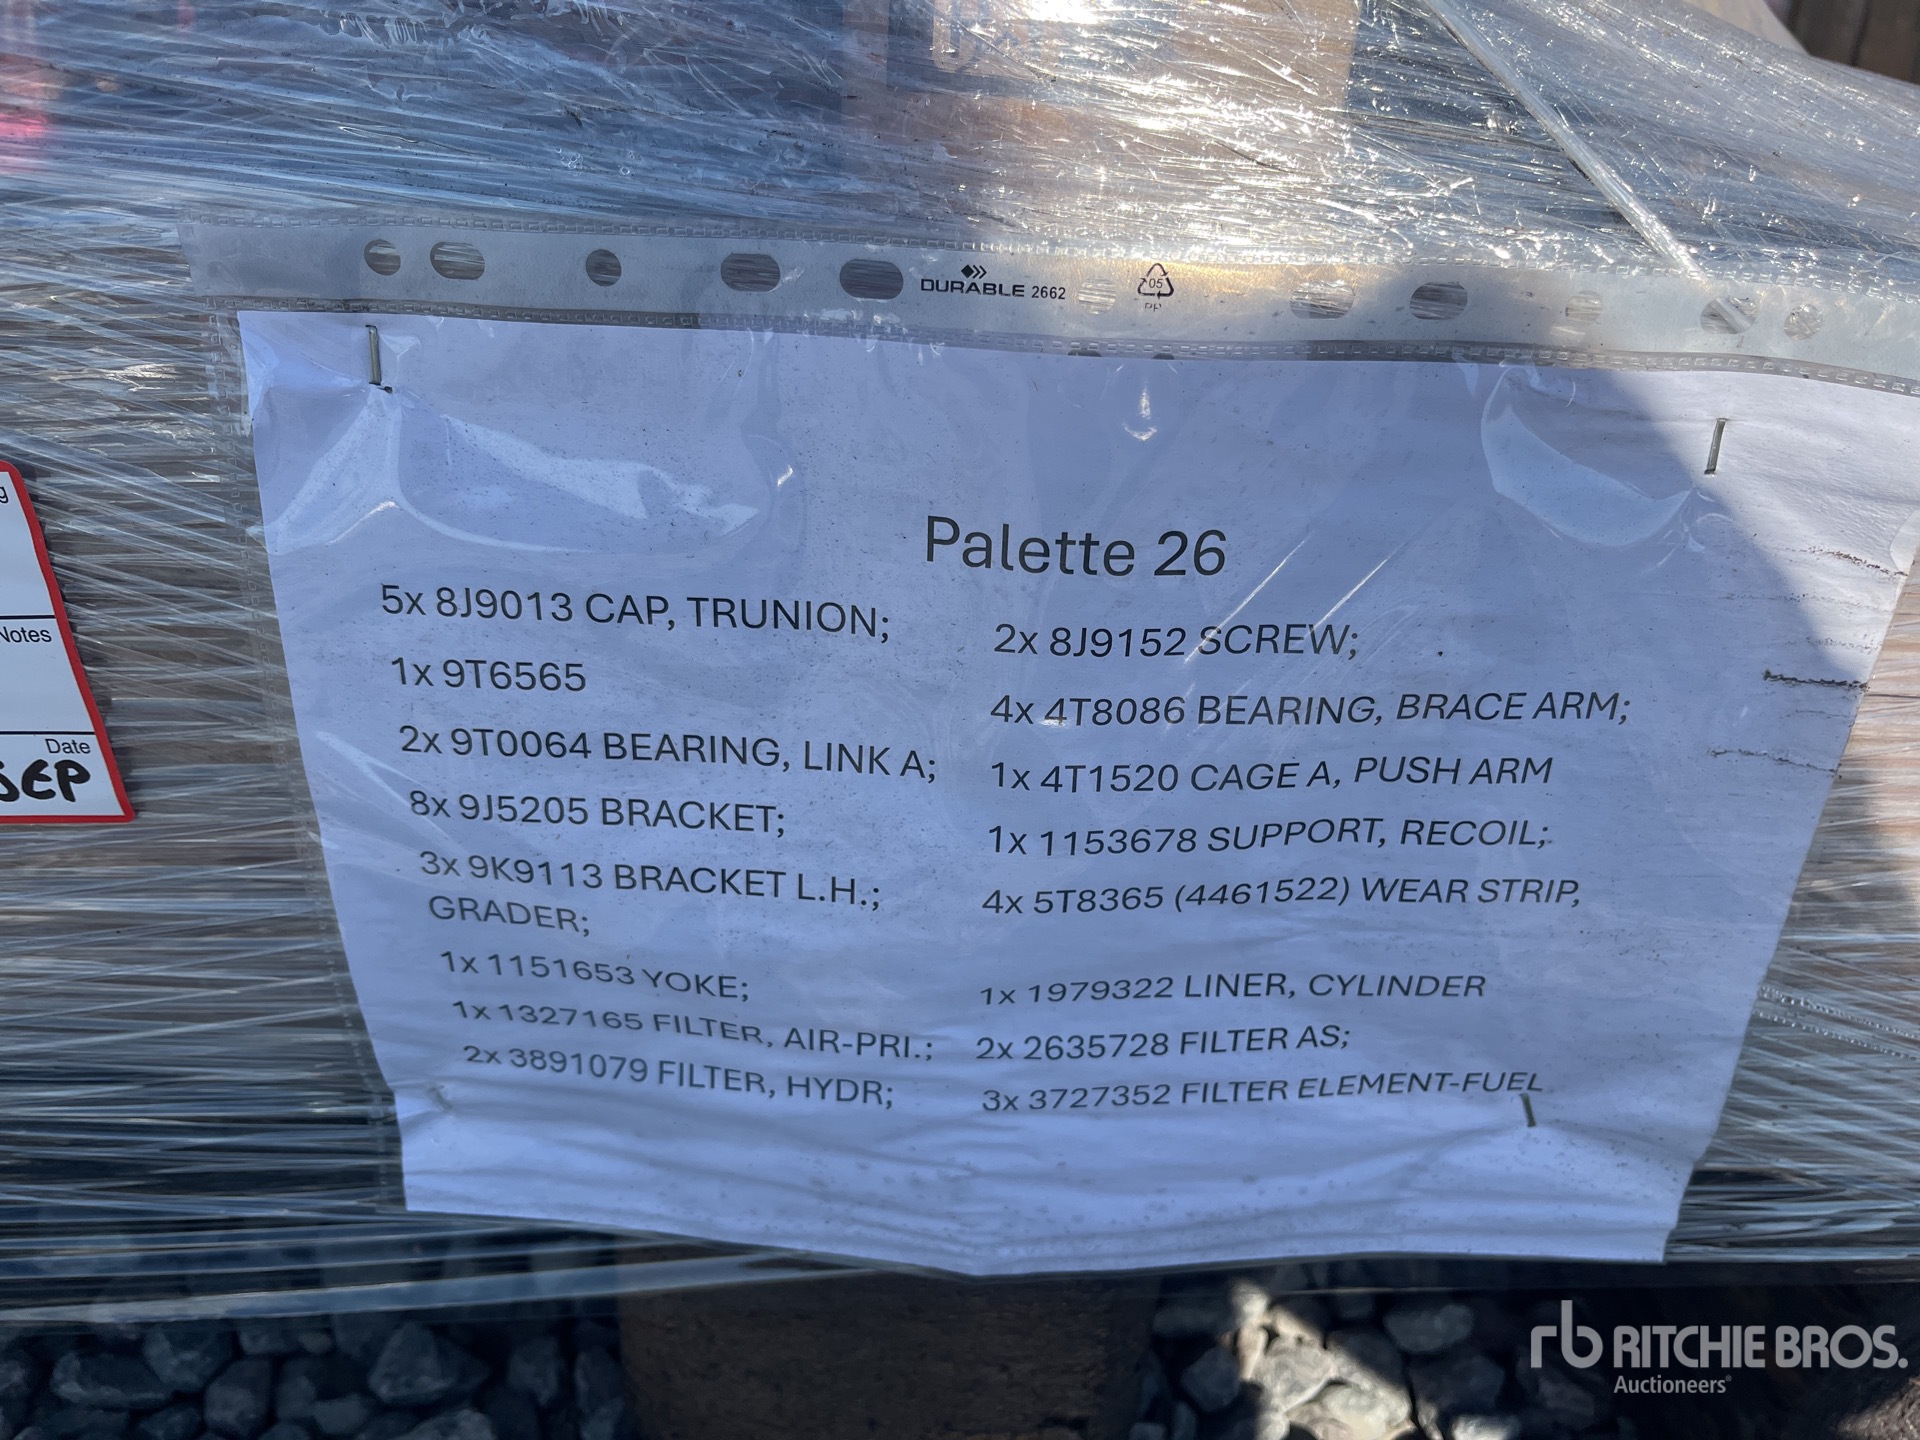 DURABLE 2662
05
PP
Palette 26
5x 8J9013 CAP, TRUNION; 2x 8J9152 SCREW;
1x 9T6565 4x 4T8086 BEARING, BRACE ARM;
2x 9T0064 BEARING, LINK A; 1x 4T1520 CAGE A, PUSH ARM
8x 9J5205 BRACKET; 1x 1153678 SUPPORT, RECOIL;
3x 9K9113 BRACKET L.H.; 4x 5T8365 (4461522) WEAR STRIP,
GRADER;
1x 1151653 YOKE; 1x 1979322 LINER, CYLINDER
1x 1327165 FILTER, AIR-PRI.; 2x 2635728 FILTER AS;
2x 3891079 FILTER, HYDR; 3x 3727352 FILTER ELEMENT-FUEL
Notes
Date
SEP
rb RITCHIE BROS.
Auctioneers